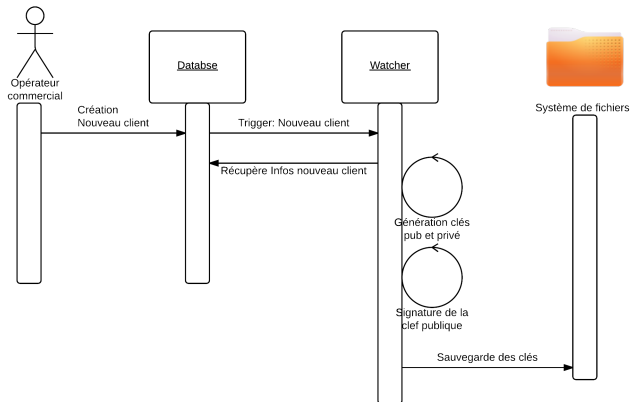 Opérateur
commercial
Databse
Watcher
Système de fichiers
Création
Nouveau client
Trigger: Nouveau client
Récupère Infos nouveau client
Génération clés
pub et privé
Signature de la
clef publique
Sauvegarde des clés